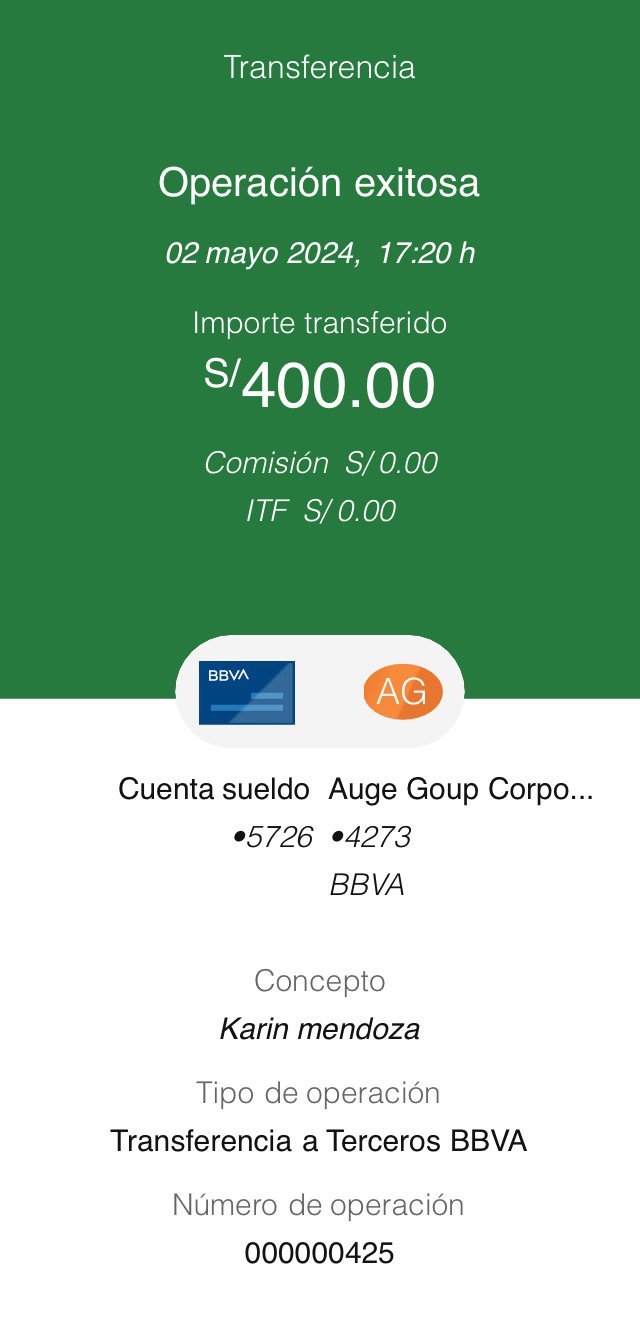 Transferencia
Operación exitosa
02 mayo 2024, 17:20 h
Importe transferido
S/400.00
Comisión S/ 0.00
ITF S/ 0.00
BBVA
AG
Cuenta sueldo Auge Goup Corpo...
•5726 •4273
BBVA
Concepto
Karin mendoza
Tipo de operación
Transferencia a Terceros BBVA
Número de operación
000000425